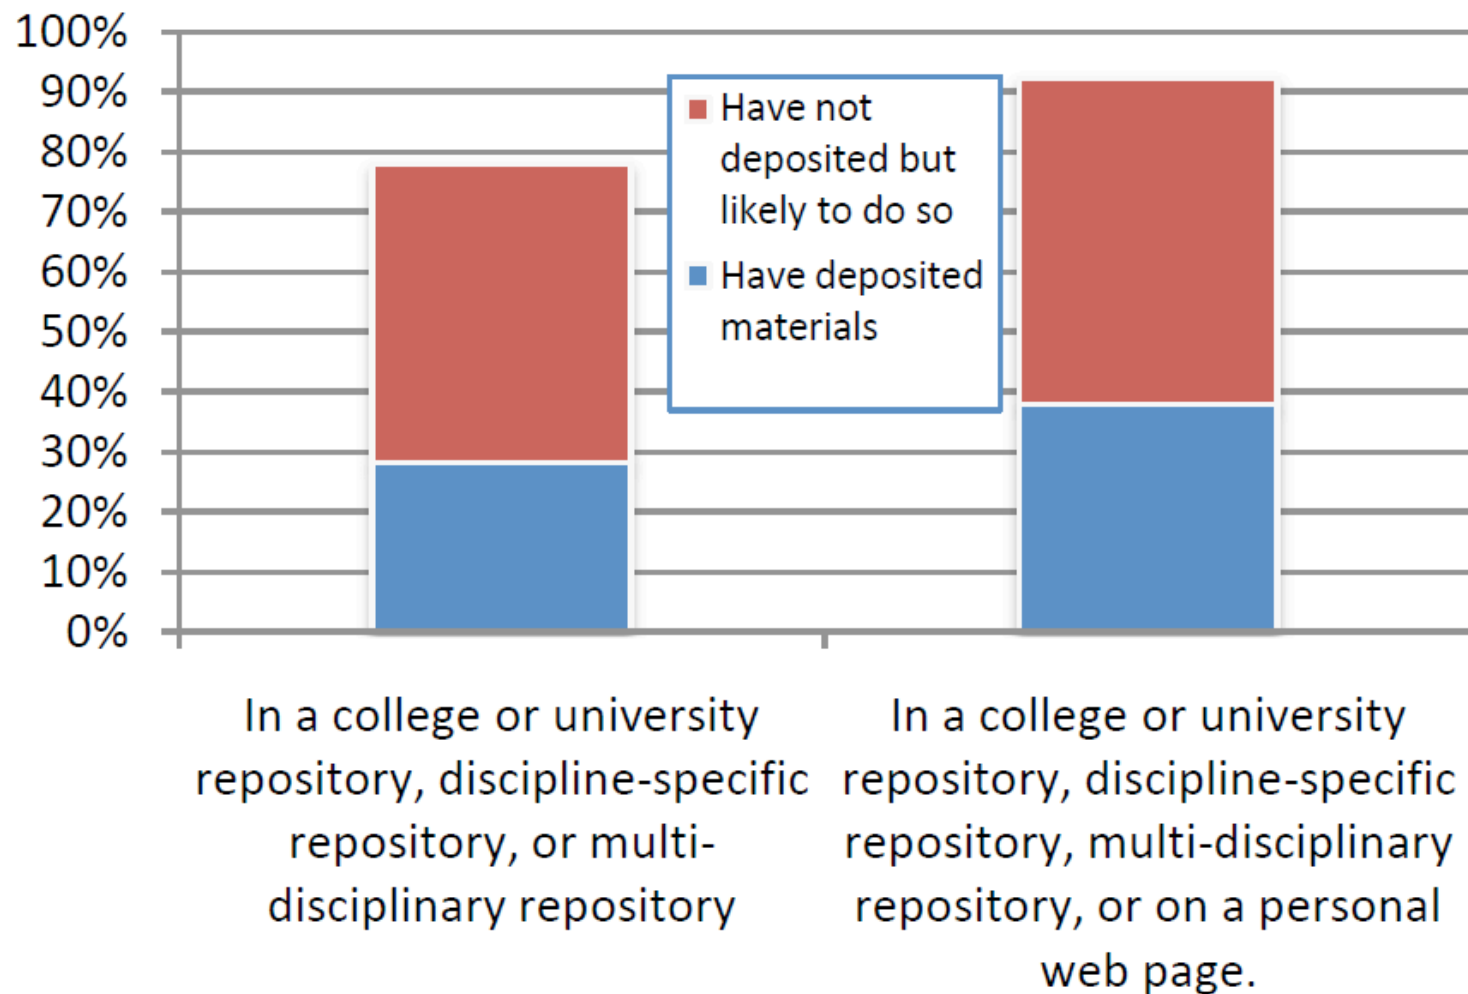 100%
90%
80%
70%
60%
50%
40%
30%
20%
10%
0%
Have not
deposited but
likely to do so
Have deposited
materials
In a college or university
repository, discipline-specific
repository, or multi-
disciplinary repository
In a college or university
repository, discipline-specific
repository, multi-disciplinary
repository, or on a personal
web page.